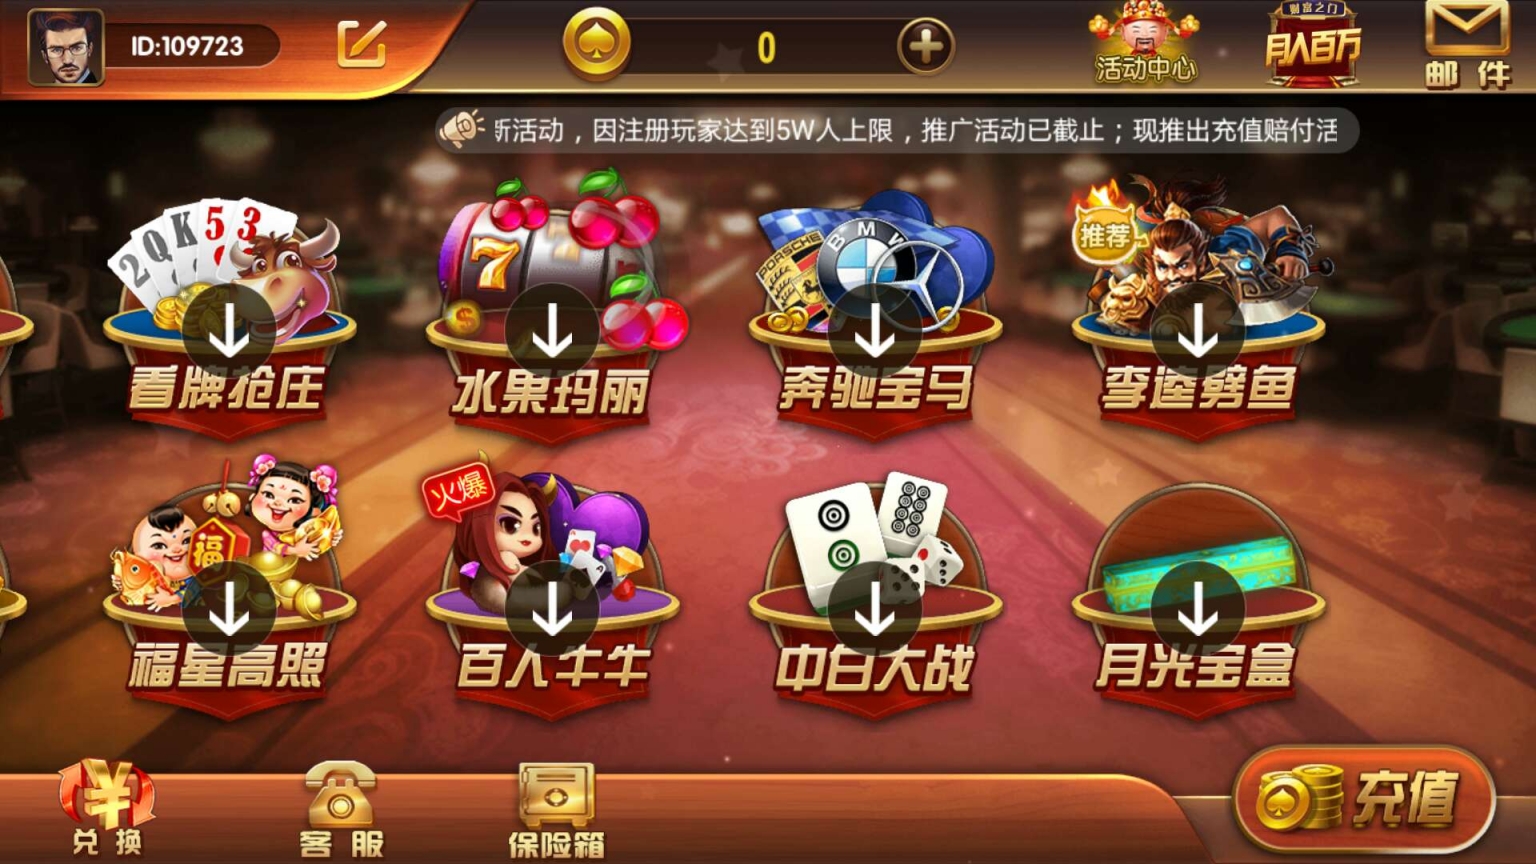 ID:109723
0
活动中心
财富之门
月入百万
邮件
新活动，因注册玩家达到5W人上限，推广活动已截止；现推出充值赔付活
2 Q K 5 3
7
PORSCHE
BMW
推荐
看牌抢庄
水果玛丽
奔驰宝马
李逵劈鱼
福
火爆
A
福星高照
百人牛牛
中白大战
月光宝盒
兑换
客服
保险箱
充值